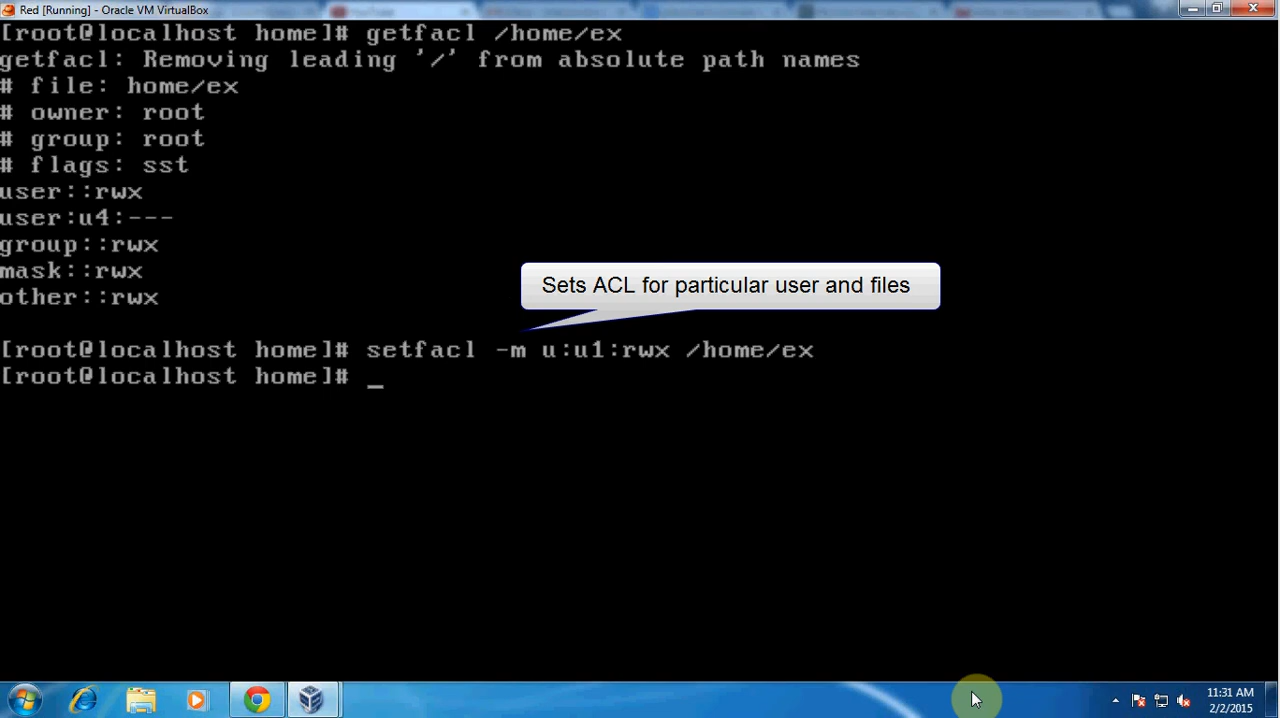 Red [Running] - Oracle VM VirtualBox
[root@localhost home]# getfacl /home/ex
getfacl: Removing leading '/' from absolute path names
# file: home/ex
# owner: root
# group: root
# flags: sst
user::rwx
user:u4:---
group::rwx
mask::rwx
other::rwx
Sets ACL for particular user and files
[root@localhost home]# setfacl -m u:u1:rwx /home/ex
[root@localhost home]# _
11:31 AM
2/2/2015